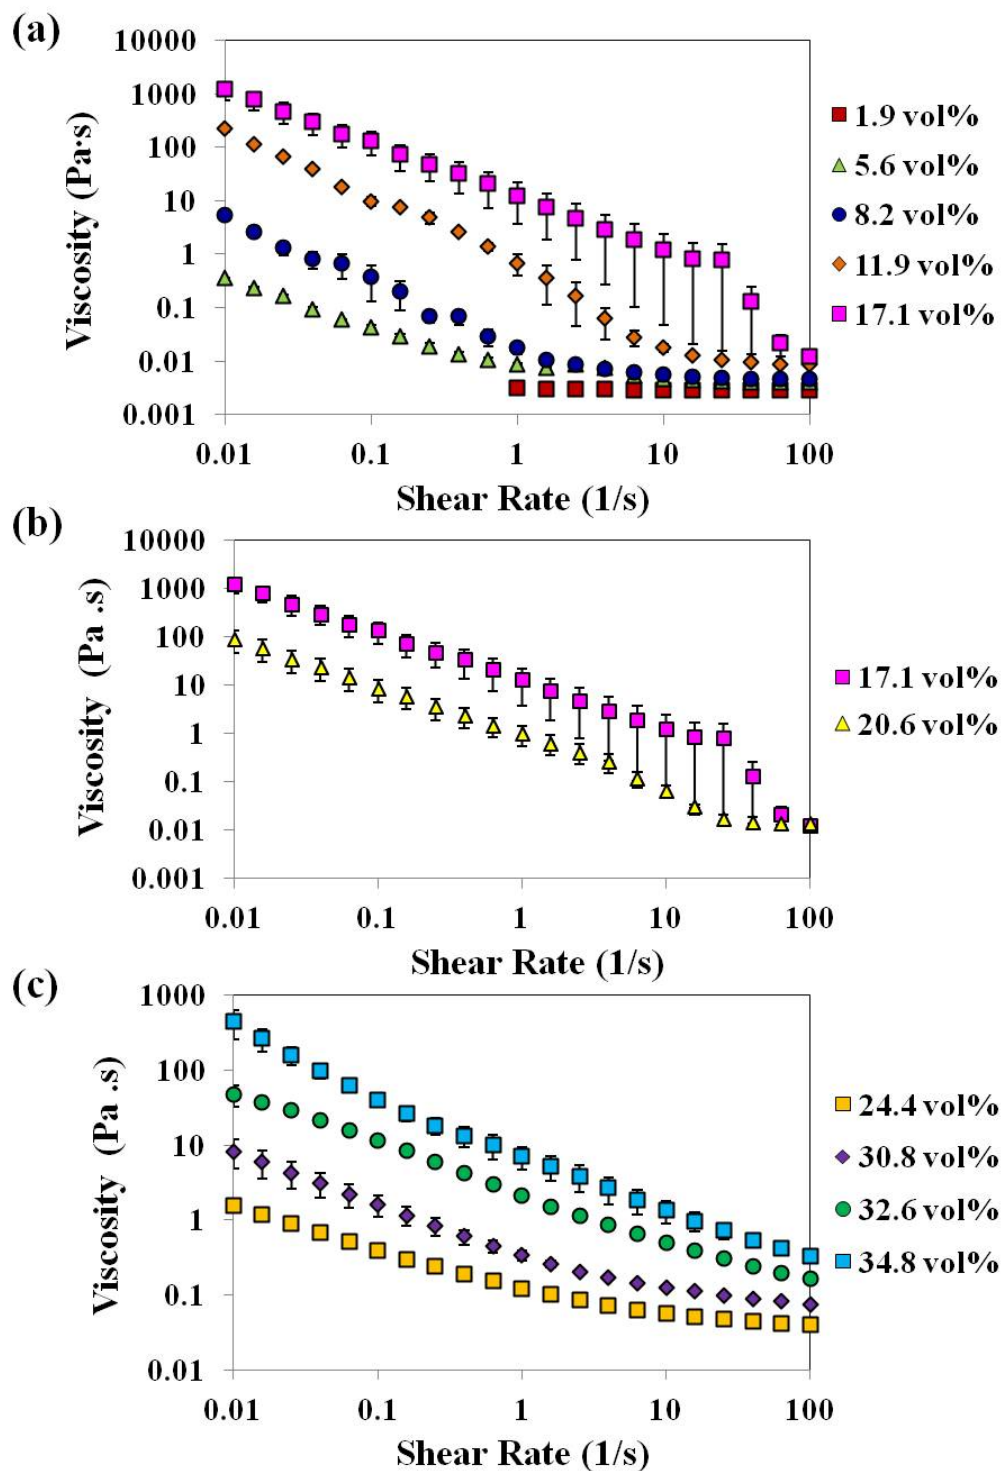 (a)
10000
1000
100
10
1
0.1
0.01
0.001
Viscosity (Pa·s)
0.01 0.1 1 10 100
Shear Rate (1/s)
1.9 vol%
5.6 vol%
8.2 vol%
11.9 vol%
17.1 vol%
(b)
10000
1000
100
10
1
0.1
0.01
0.001
Viscosity (Pa .s)
0.01 0.1 1 10 100
Shear Rate (1/s)
17.1 vol%
20.6 vol%
(c)
1000
100
10
1
0.1
0.01
Viscosity (Pa .s)
0.01 0.1 1 10 100
Shear Rate (1/s)
24.4 vol%
30.8 vol%
32.6 vol%
34.8 vol%